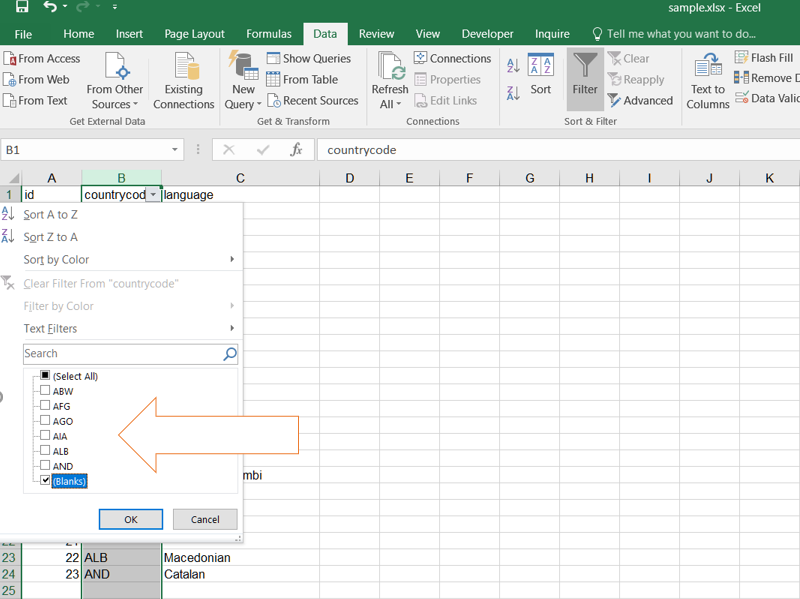 sample.xlsx - Excel
File Home Insert Page Layout Formulas Data Review View Developer Inquire Tell me what you want to do...
From Access
From Web
From Text
From Other
Sources
Existing
Connections
Get External Data
New
Query
Show Queries
From Table
Recent Sources
Get & Transform
Refresh
All
Connections
Properties
Edit Links
Connections
A Z
Z A
Z A
A Z
Sort
Filter
Clear
Reapply
Advanced
Sort & Filter
Text to
Columns
Flash Fill
Remove D
Data Valid
B1 fx countrycode
A B C D E F G H I J K
1 id countrycod language
Sort A to Z
Sort Z to A
Sort by Color
Clear Filter From "countrycode"
Filter by Color
Text Filters
Search
(Select All)
ABW
AFG
AGO
AIA
ALB
AND
(Blanks)
mbi
OK Cancel
23 22 ALB Macedonian
24 23 AND Catalan
25